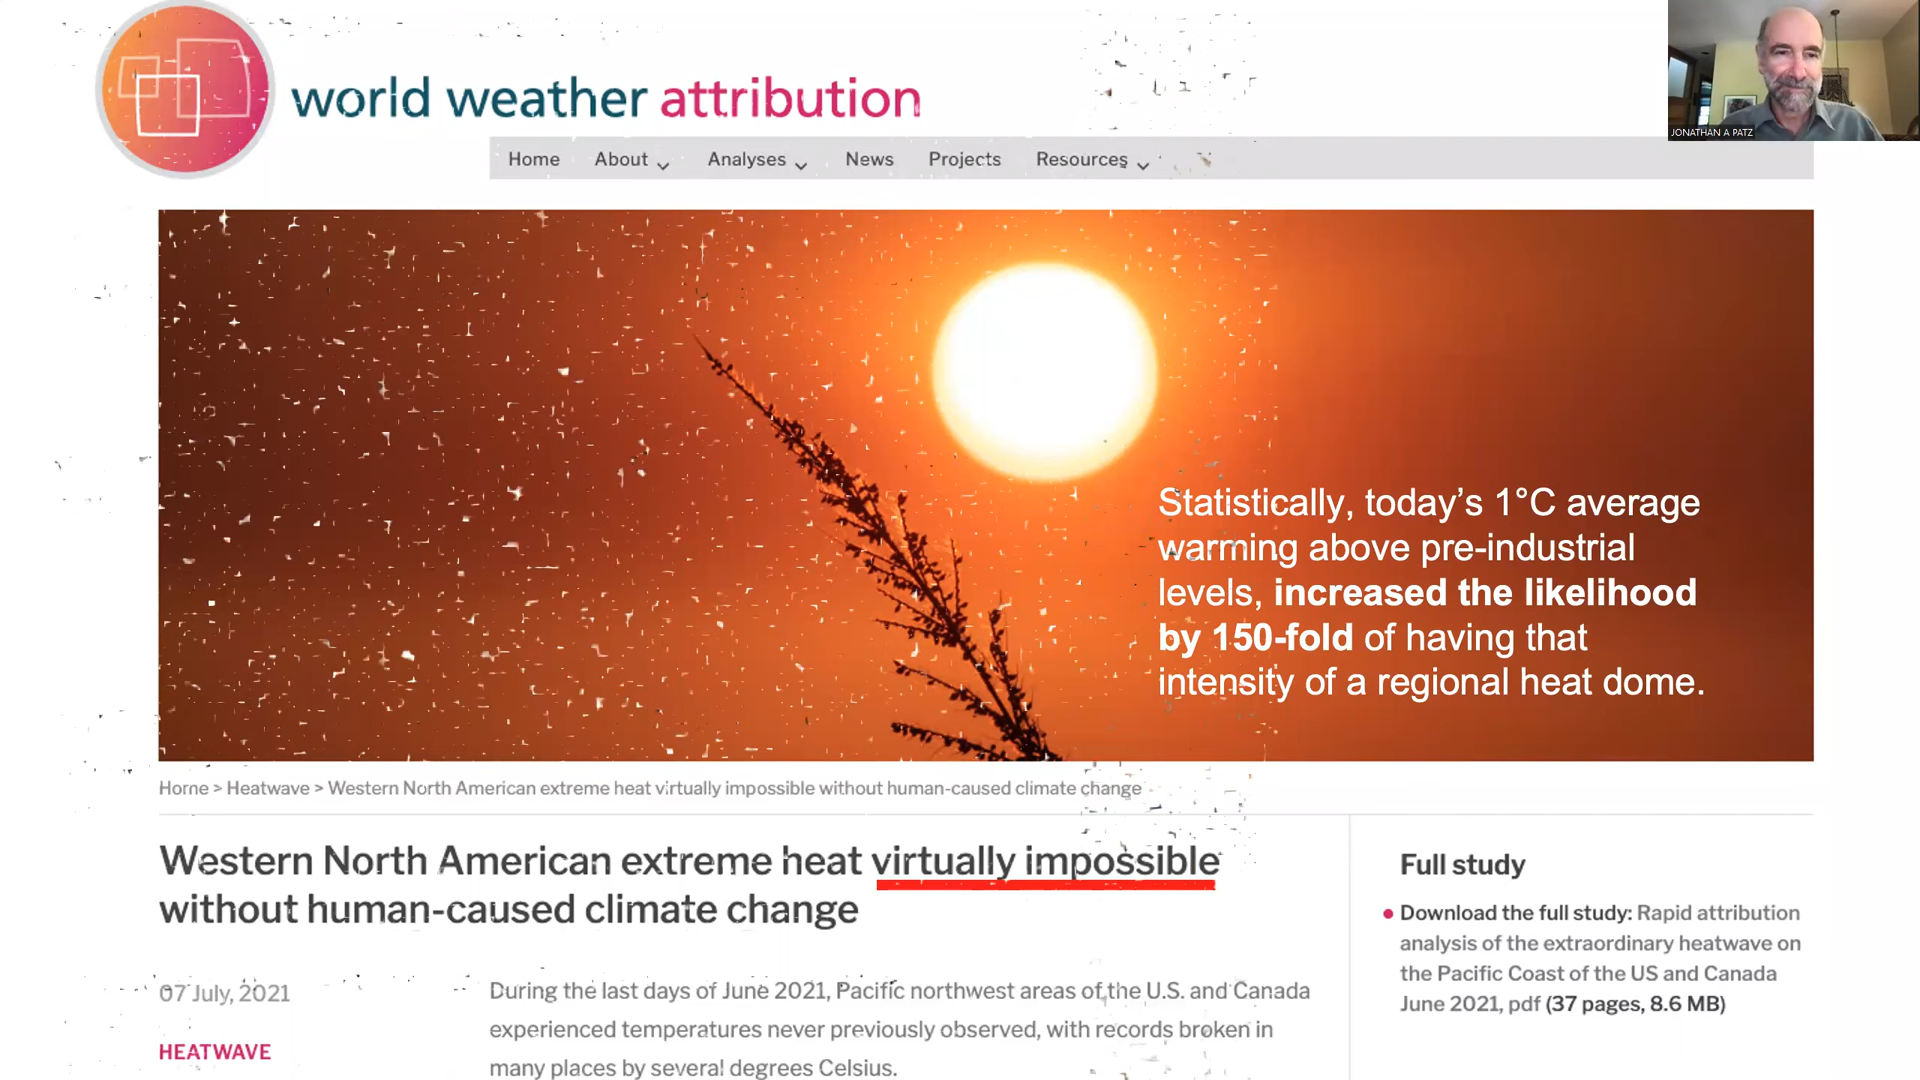 world weather attribution
JONATHAN A PATZ
Home About Analyses News Projects Resources
Statistically, today's 1°C average
warming above pre-industrial
levels, increased the likelihood
by 150-fold of having that
intensity of a regional heat dome.
Home > Heatwave > Western North American extreme heat virtually impossible without human-caused climate change
Western North American extreme heat virtually impossible
without human-caused climate change
07 July, 2021
HEATWAVE
During the last days of June 2021, Pacific northwest areas of the U.S. and Canada
experienced temperatures never previously observed, with records broken in
many places by several degrees Celsius.
Full study
Download the full study: Rapid attribution
analysis of the extraordinary heatwave on
the Pacific Coast of the US and Canada
June 2021, pdf (37 pages, 8.6 MB)